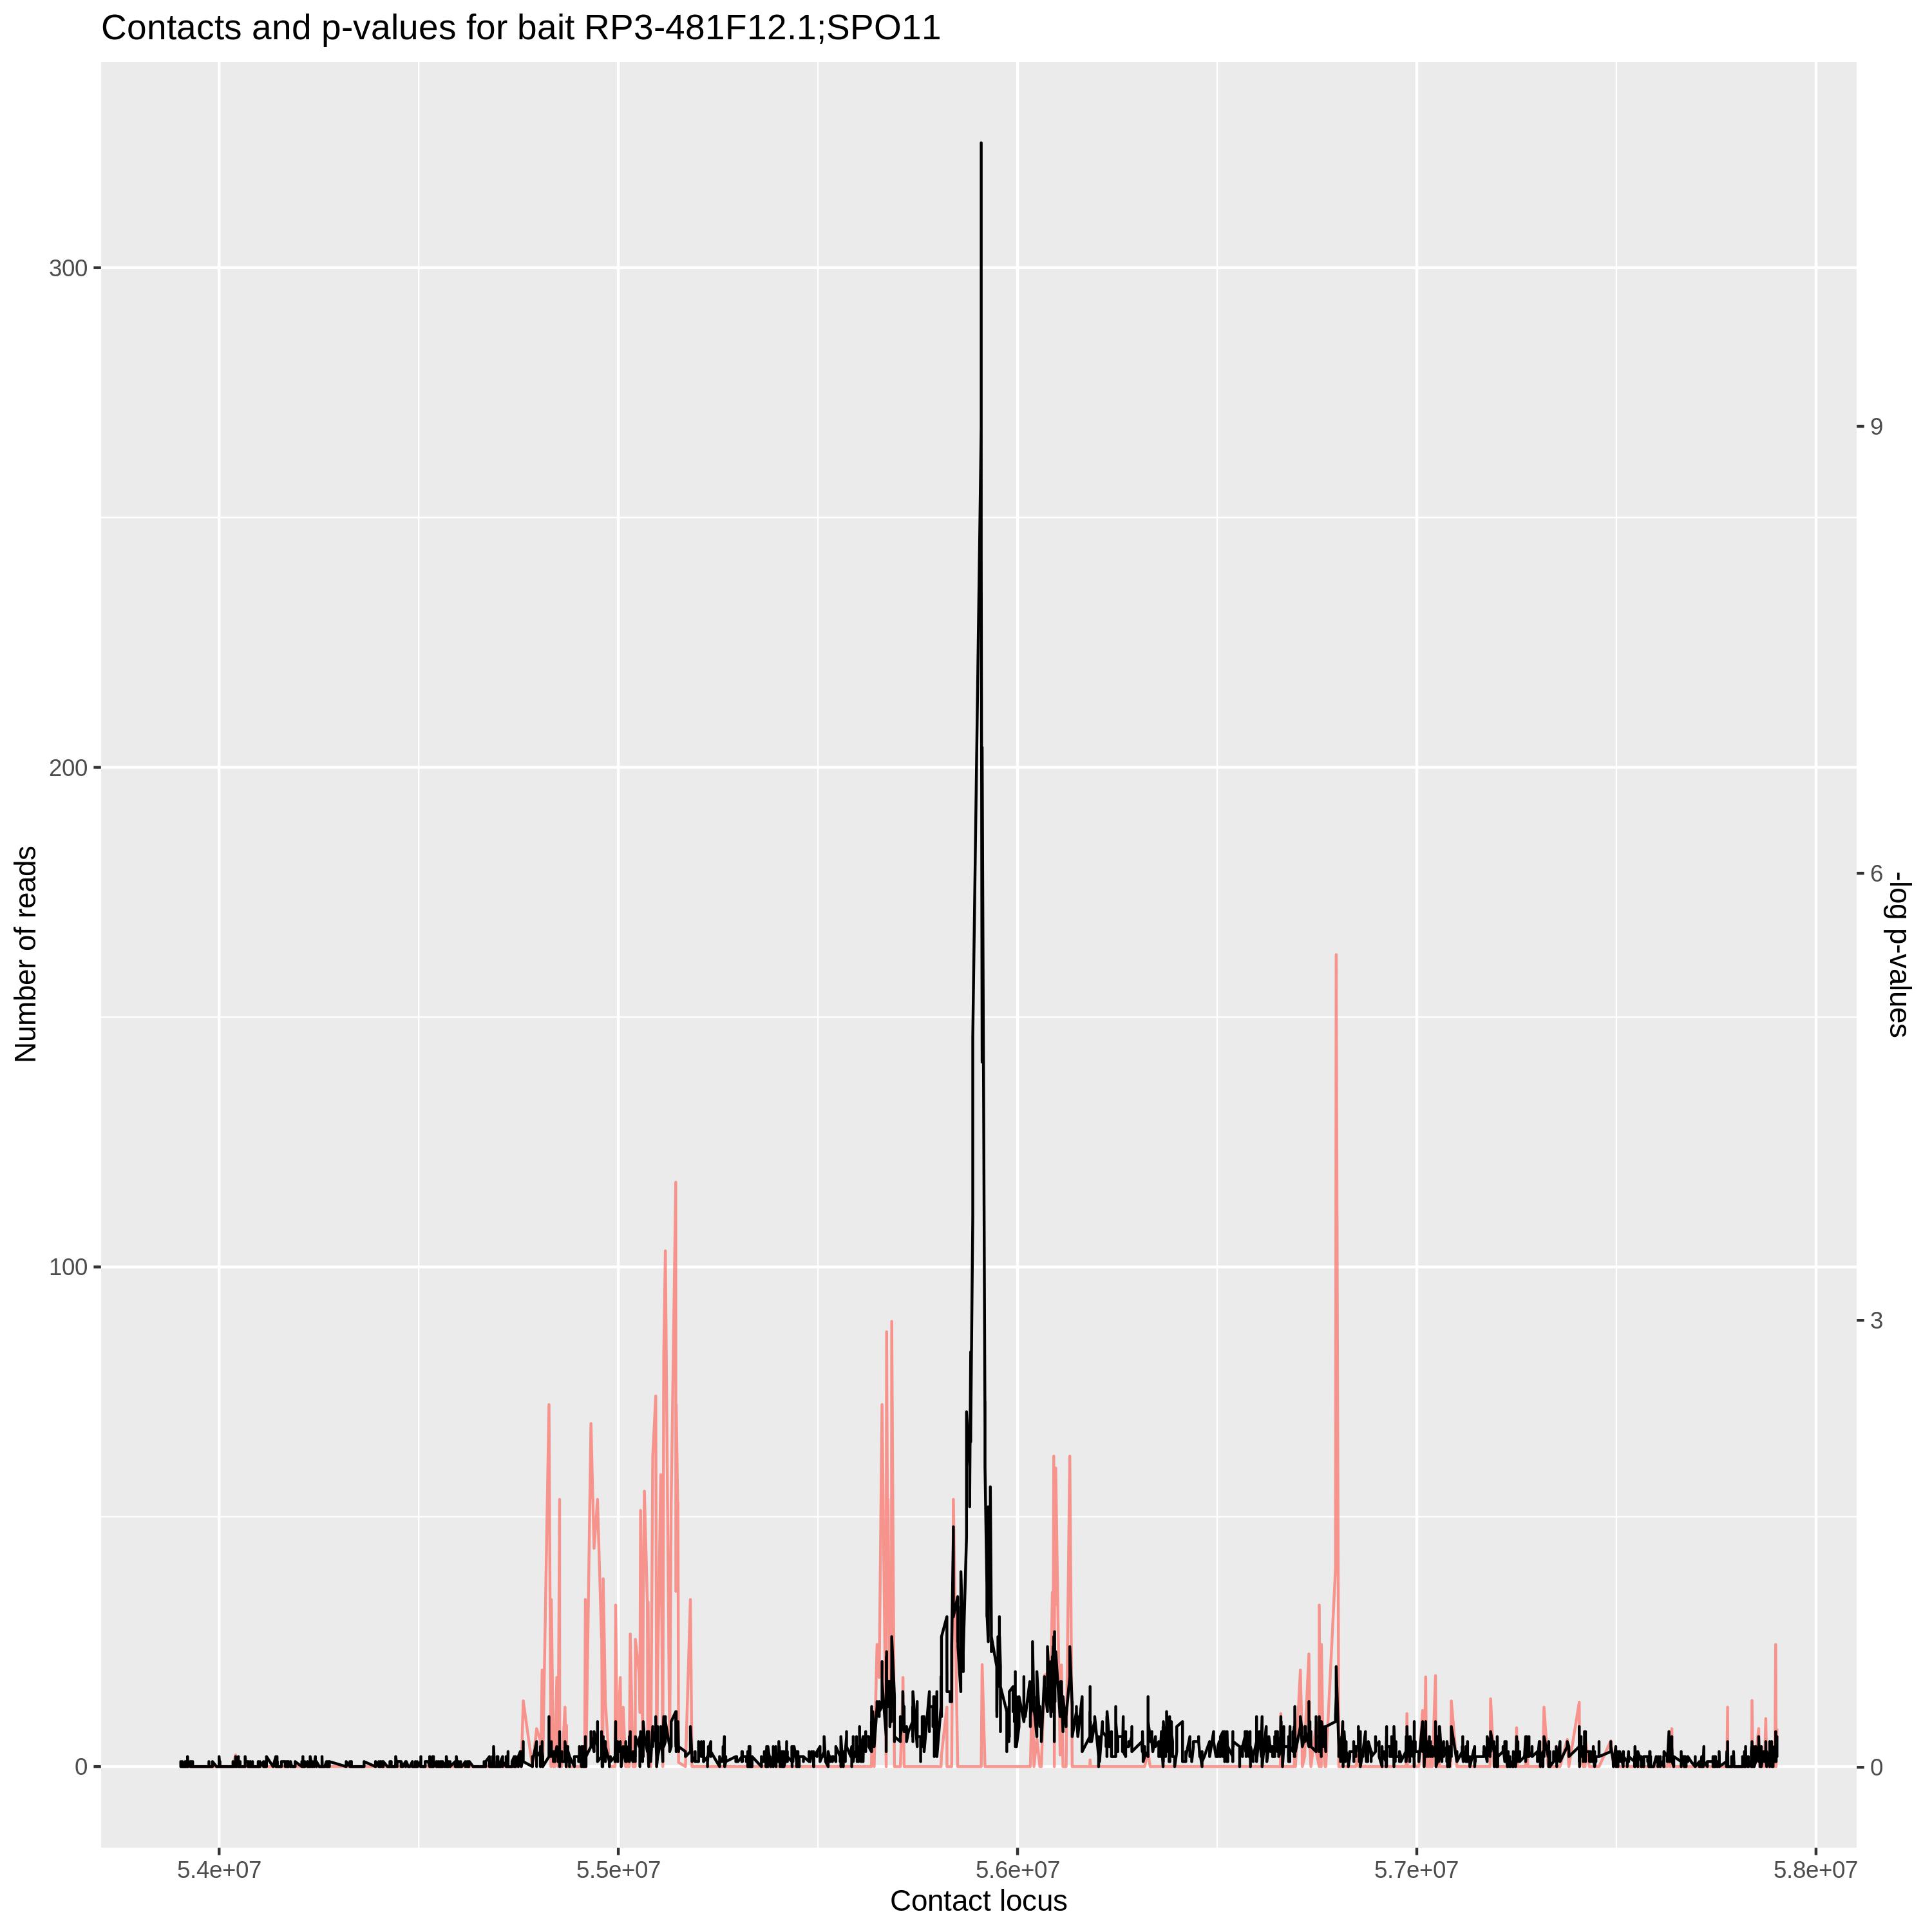 Contacts and p-values for bait RP3-481F12.1;SPO11
300
200
100
0
Number of reads
9
6
3
0
-log p-values
5.4e+07
5.5e+07
5.6e+07
5.7e+07
5.8e+07
Contact locus